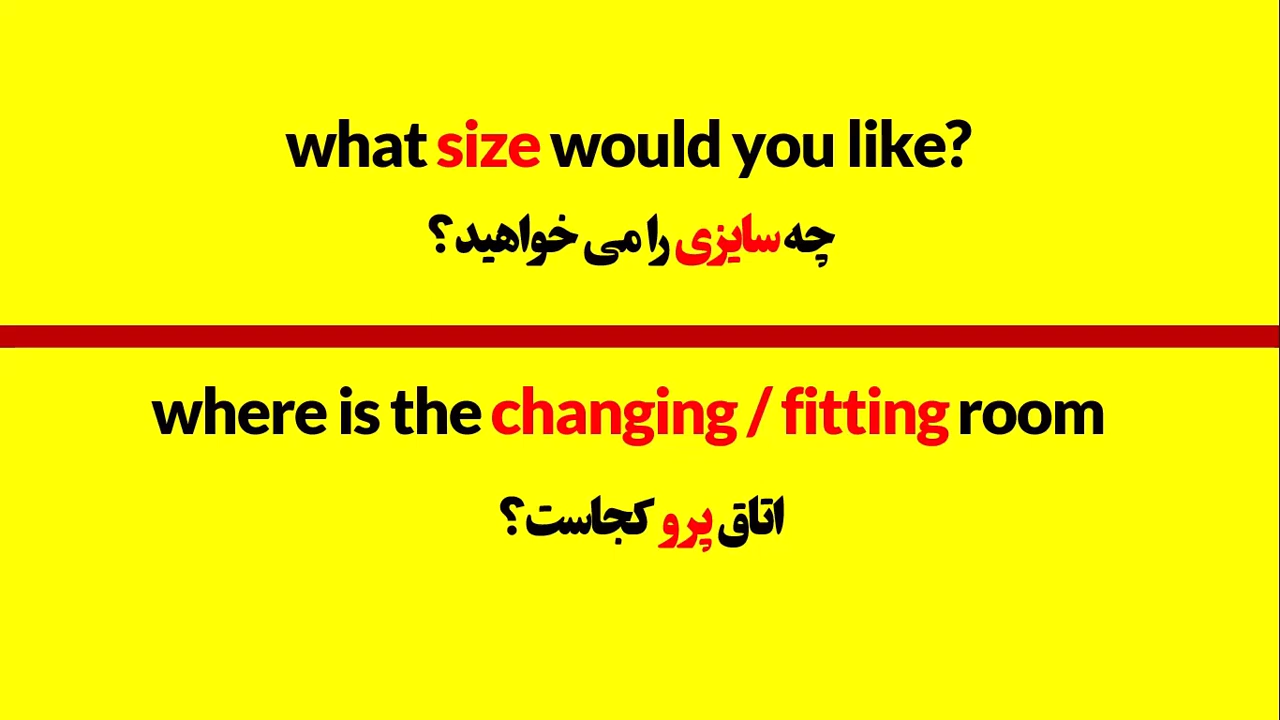 what size would you like?
چه سایزی را می خواهید؟
where is the changing / fitting room
اتاق پرو کجاست؟